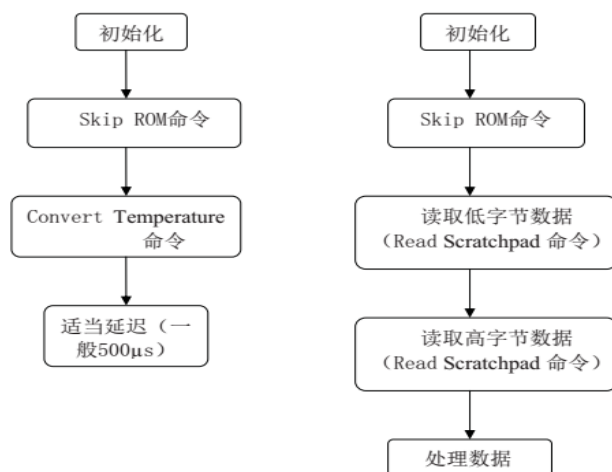 初始化
Skip ROM命令
Convert Temperature
命令
适当延迟（一
般500μs）
初始化
Skip ROM命令
读取低字节数据
（Read Scratchpad 命令）
读取高字节数据
（Read Scratchpad 命令）
处理数据